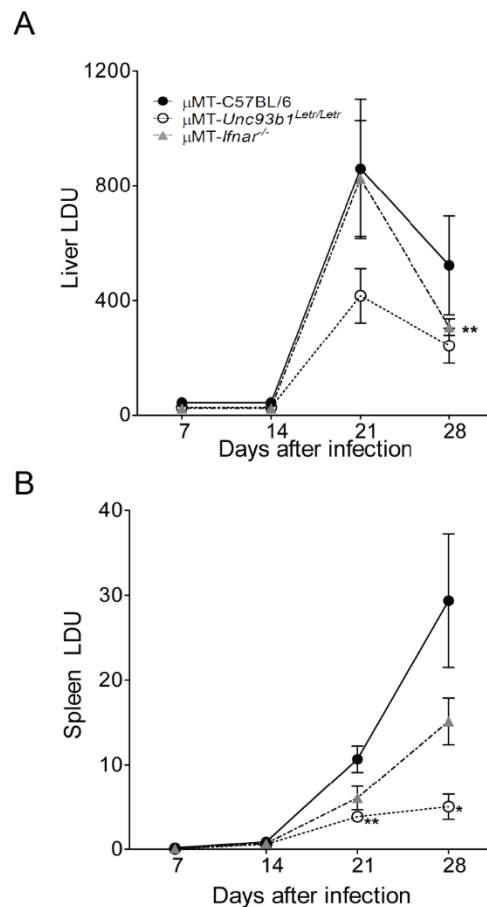 A
1200
800
400
0
Liver LDU
μMT-C57BL/6
μMT-Unc93b1Letr/Letr
μMT-Ifnar-/-
**
7 14 21 28
Days after infection
B
40
30
20
10
0
Spleen LDU
** *
7 14 21 28
Days after infection